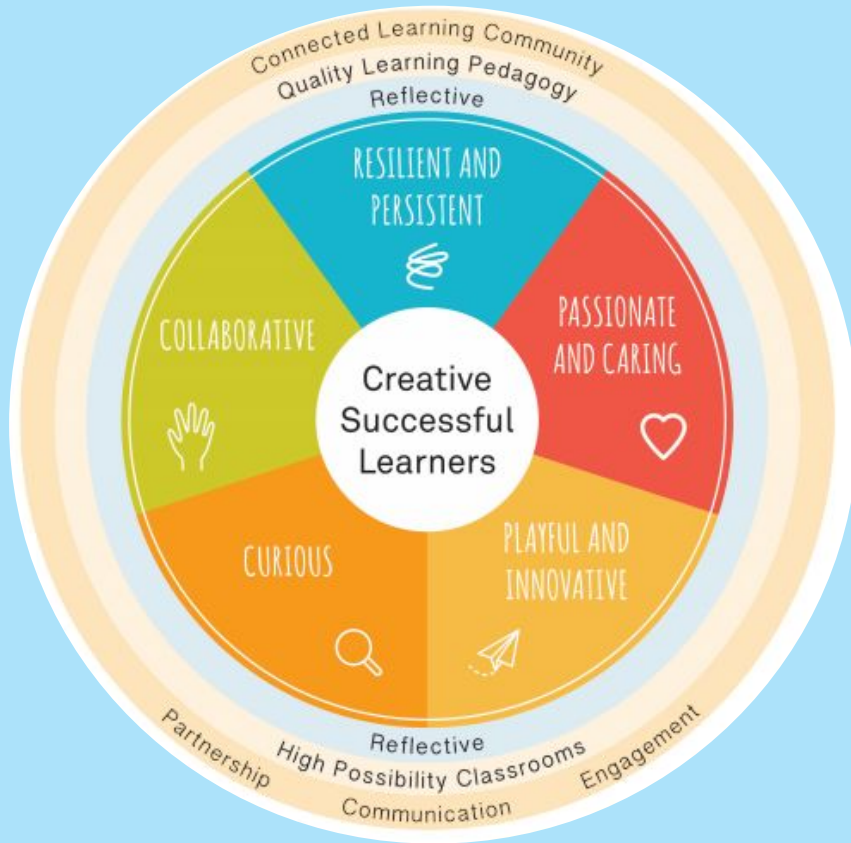 Connected Learning Community
Quality Learning Pedagogy
Reflective
RESILIENT AND
PERSISTENT
COLLABORATIVE
PASSIONATE
AND CARING
Creative
Successful
Learners
CURIOUS
PLAYFUL AND
INNOVATIVE
Reflective
High Possibility Classrooms
Partnership
Communication
Engagement